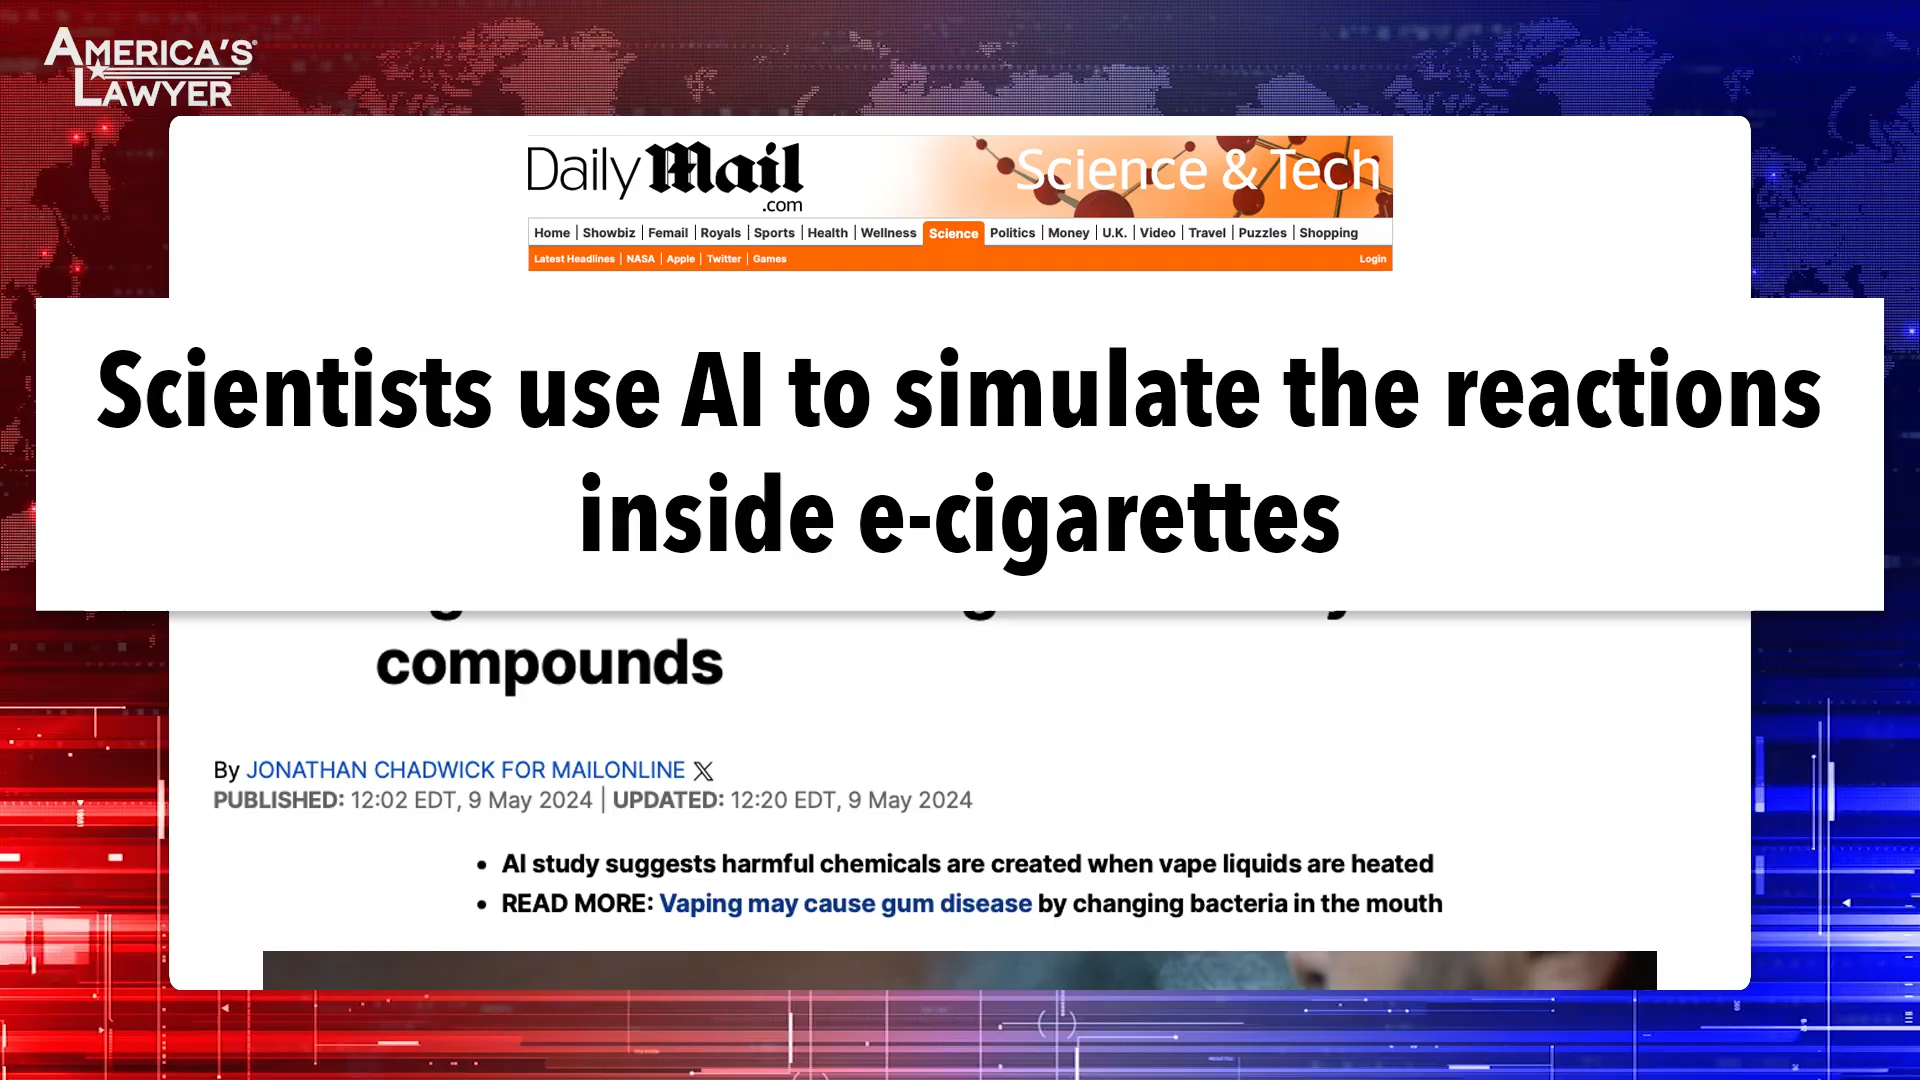 AMERICA'S
LAWYER
Daily Mail
.com
Science & Tech
Home | Showbiz | Femail | Royals | Sports | Health | Wellness | Science | Politics | Money | U.K. | Video | Travel | Puzzles | Shopping
Latest Headlines | NASA | Apple | Twitter | Games Login
Scientists use AI to simulate the reactions
inside e-cigarettes
compounds
By JONATHAN CHADWICK FOR MAILONLINE X
PUBLISHED: 12:02 EDT, 9 May 2024 | UPDATED: 12:20 EDT, 9 May 2024
• AI study suggests harmful chemicals are created when vape liquids are heated
• READ MORE: Vaping may cause gum disease by changing bacteria in the mouth